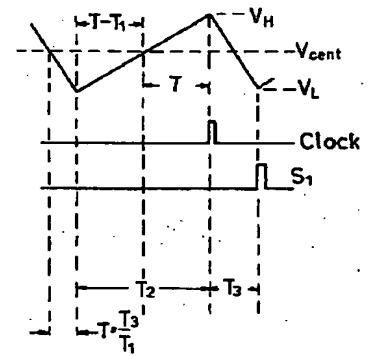 T-T₁
V_H
V_cent
T
V_L
Clock
S₁
T₂
T₃
T·T₃/T₁